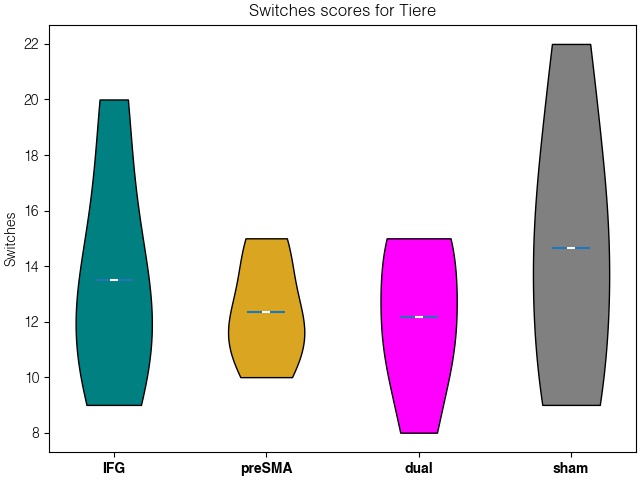 Switches scores for Tiere
22
20
18
16
14
12
10
8
Switches
IFG
preSMA
dual
sham